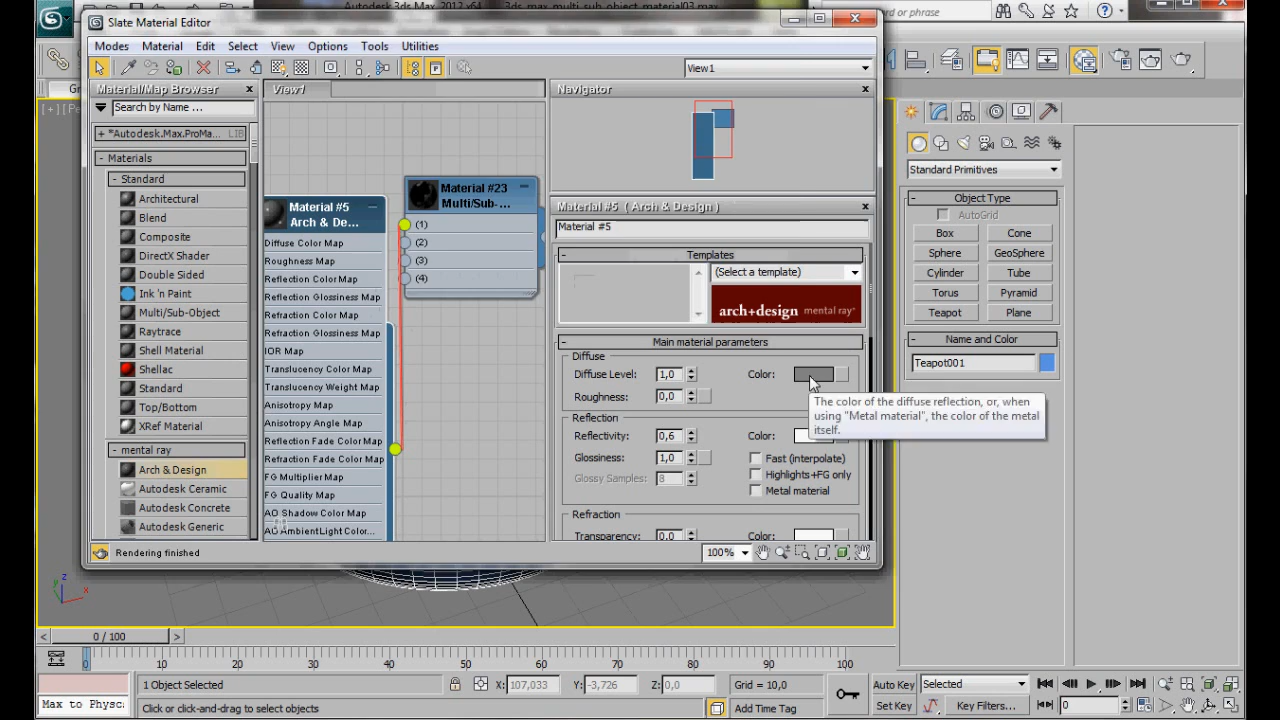 Autodesk 3ds Max 2012 x64 3ds_max_multi_sub_object_material03.max
Slate Material Editor
or phrase
Modes Material Edit Select View Options Tools Utilities
View1
Material/Map Browser
View1
Navigator
Search by Name ...
+ *Autodesk.Max.ProMa... LIB
- Materials
- Standard
Architectural
Blend
Composite
DirectX Shader
Double Sided
Ink 'n Paint
Multi/Sub-Object
Raytrace
Shell Material
Shellac
Standard
Top/Bottom
XRef Material
- mental ray
Arch & Design
Autodesk Ceramic
Autodesk Concrete
Autodesk Generic
Material #5
Arch & De...
Diffuse Color Map
Roughness Map
Reflection Color Map
Reflection Glossiness Map
Refraction Color Map
Refraction Glossiness Map
IOR Map
Translucency Color Map
Translucency Weight Map
Anisotropy Map
Anisotropy Angle Map
Reflection Fade Color Map
Refraction Fade Color Map
FG Multiplier Map
FG Quality Map
AO Shadow Color Map
AO AmbientLight Color...
Material #23
Multi/Sub-...
(1)
(2)
(3)
(4)
Material #5 ( Arch & Design )
Material #5
- Templates
(Select a template)
arch+design mental ray
- Main material parameters
Diffuse
Diffuse Level: 1,0 Color:
Roughness: 0,0
The color of the diffuse reflection, or, when
using "Metal material", the color of the metal
itself.
Reflection
Reflectivity: 0,6 Color:
Glossiness: 1,0 Fast (interpolate)
Glossy Samples: 8 Highlights+FG only
Metal material
Refraction
Transparency: 0,0 Color:
Rendering finished
100%
Standard Primitives
- Object Type
AutoGrid
Box Cone
Sphere GeoSphere
Cylinder Tube
Torus Pyramid
Teapot Plane
- Name and Color
Teapot001
z
y
x
< 0 / 100 >
0 10 20 30 40 50 60 70 80 90 100
1 Object Selected X: 107,033 Y: -3,726 Z: 0,0 Grid = 10,0 Auto Key Selected
Max to Physc: Click or click-and-drag to select objects Add Time Tag Set Key Key Filters... 0